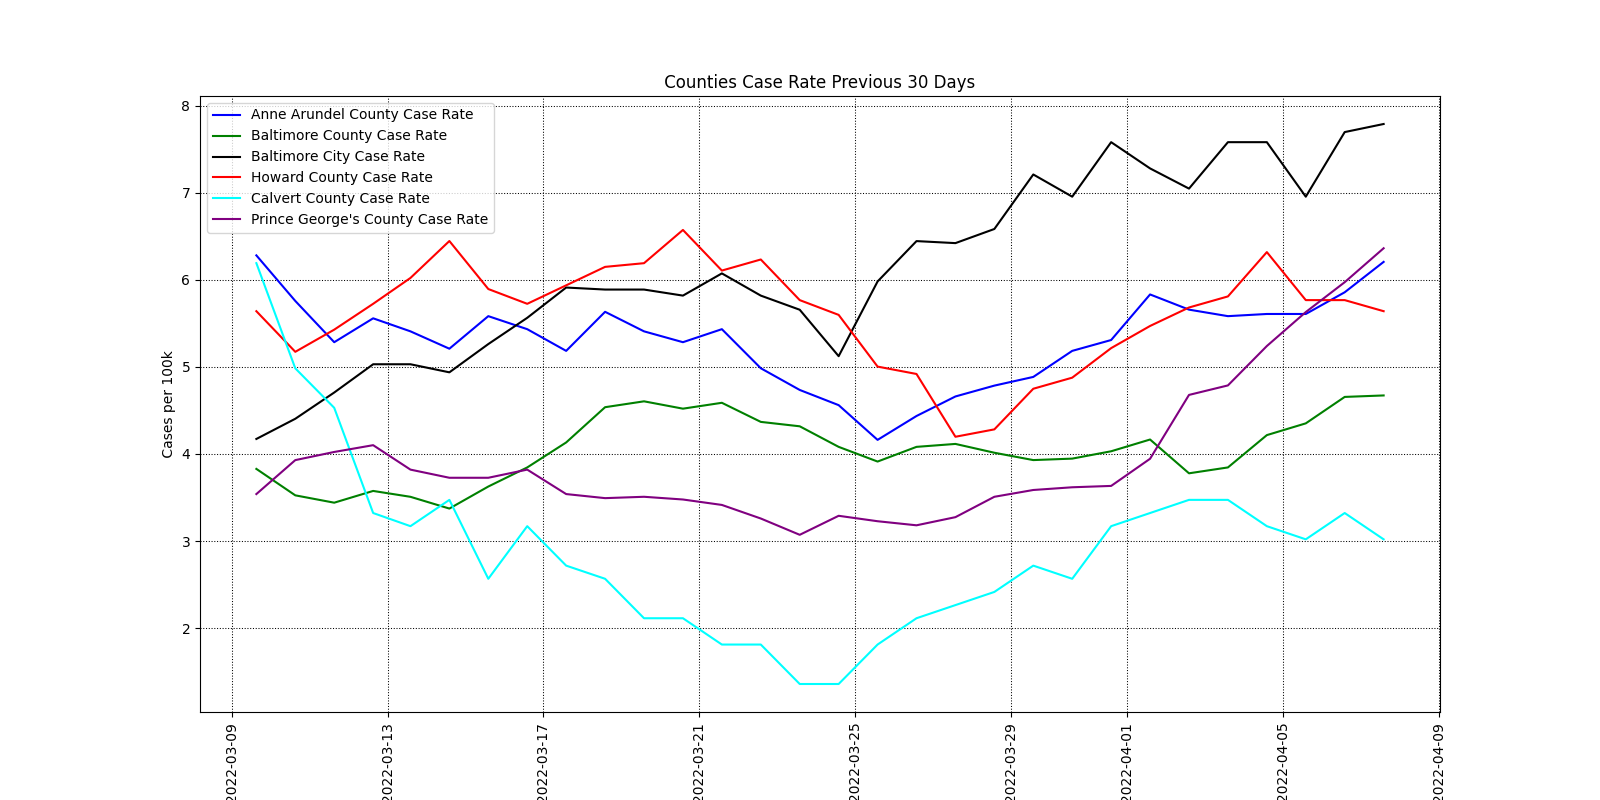 Counties Case Rate Previous 30 Days
Anne Arundel County Case Rate
Baltimore County Case Rate
Baltimore City Case Rate
Howard County Case Rate
Calvert County Case Rate
Prince George's County Case Rate
Cases per 100k
8
7
6
5
4
3
2
2022-03-09
2022-03-13
2022-03-17
2022-03-21
2022-03-25
2022-03-29
2022-04-01
2022-04-05
2022-04-09